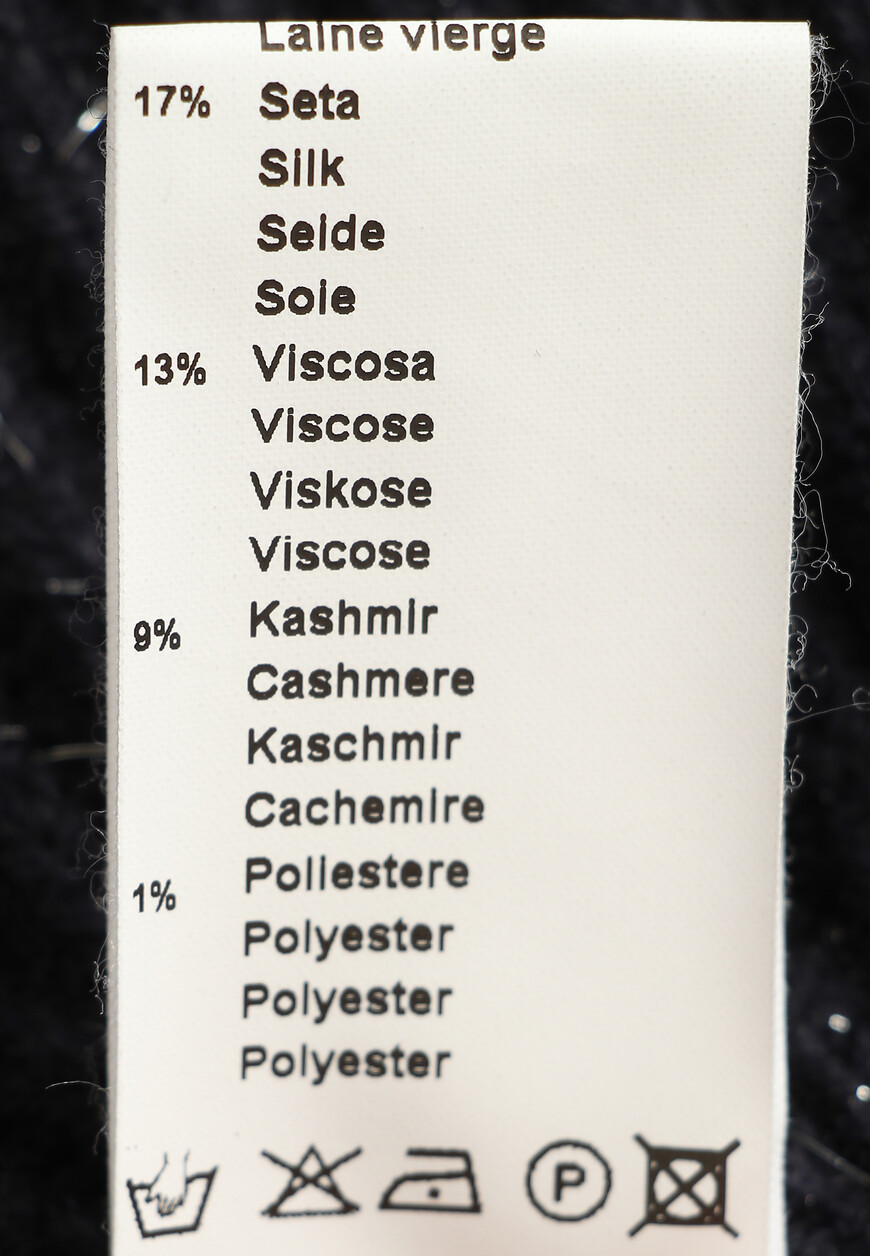 Laine vierge
17% Seta
Silk
Seide
Soie
13% Viscosa
Viscose
Viskose
Viscose
9% Kashmir
Cashmere
Kaschmir
Cachemire
1% Poliestere
Polyester
Polyester
Polyester
P